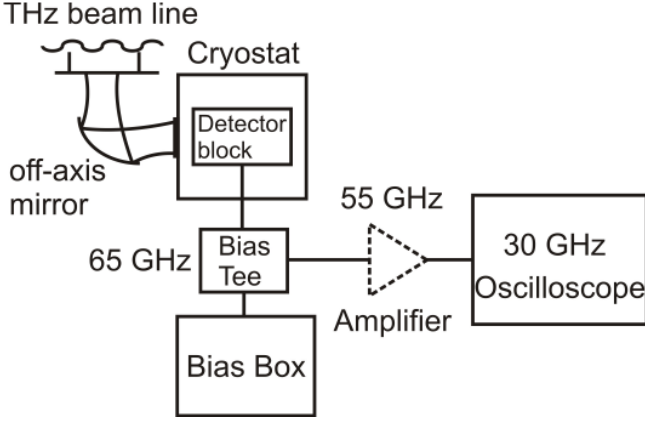 THz beam line
Cryostat
Detector
block
off-axis
mirror
55 GHz
65 GHz
Bias
Tee
30 GHz
Oscilloscope
Amplifier
Bias Box